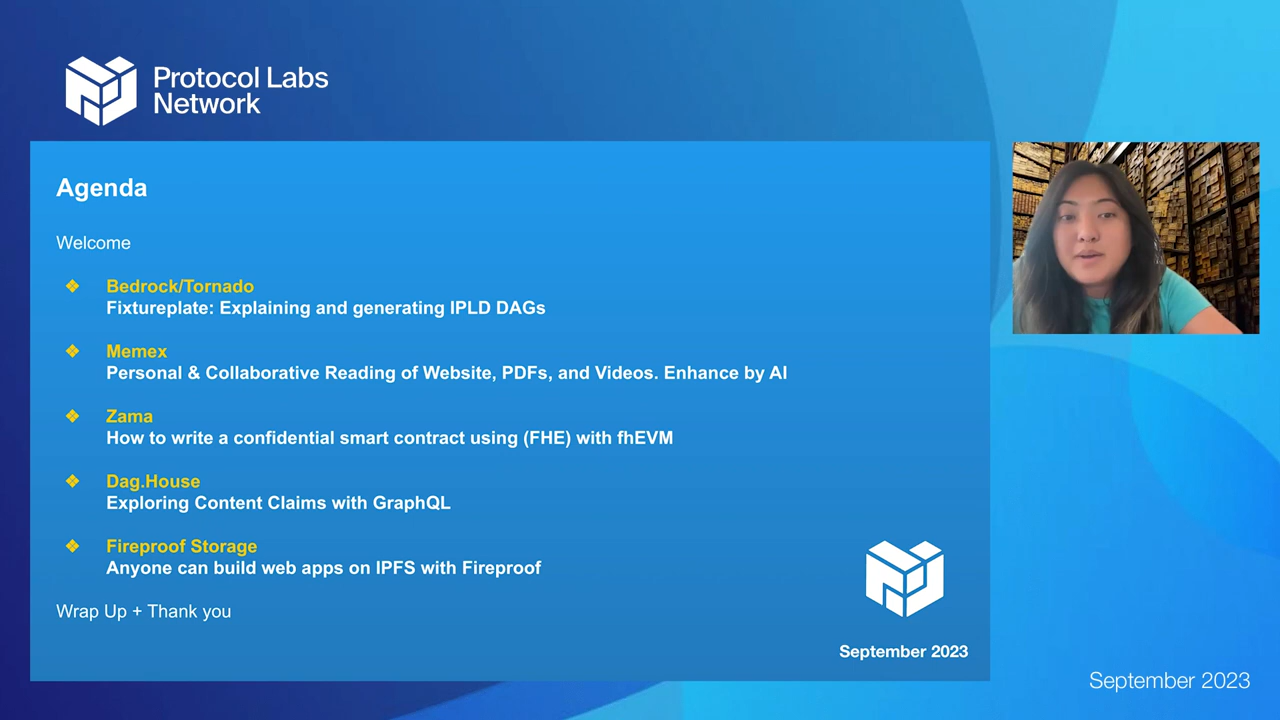 Protocol Labs
Network
Agenda
Welcome
❖ Bedrock/Tornado
Fixtureplate: Explaining and generating IPLD DAGs
❖ Memex
Personal & Collaborative Reading of Website, PDFs, and Videos. Enhance by AI
❖ Zama
How to write a confidential smart contract using (FHE) with fhEVM
❖ Dag.House
Exploring Content Claims with GraphQL
❖ Fireproof Storage
Anyone can build web apps on IPFS with Fireproof
Wrap Up + Thank you
September 2023
September 2023